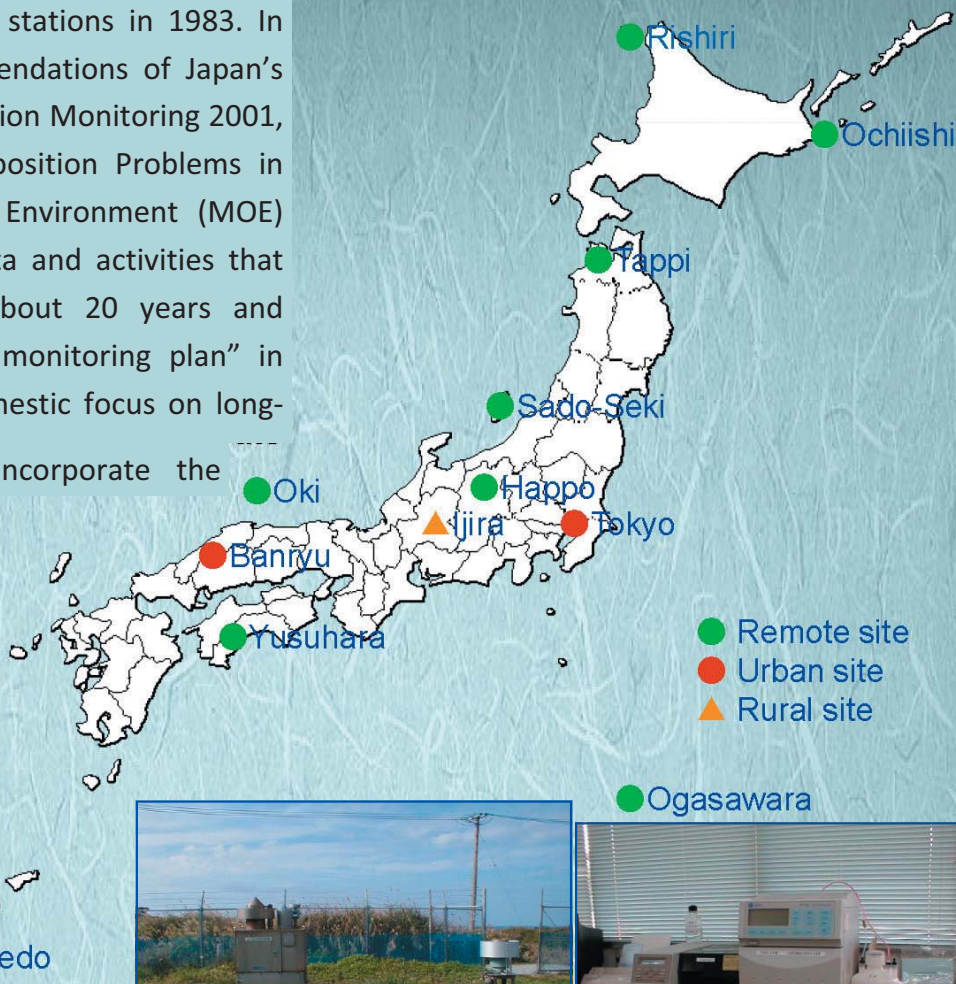 stations in 1983. In
endations of Japan's
ion Monitoring 2001,
position Problems in
Environment (MOE)
ta and activities that
bout 20 years and
monitoring plan" in
mestic focus on long-
ncorporate the
Rishiri
Ochiishi
Tappi
Sado-Seki
Oki
Happo
Ijira
Tokyo
Banryu
Yusuhara
Remote site
Urban site
Rural site
Ogasawara
edo